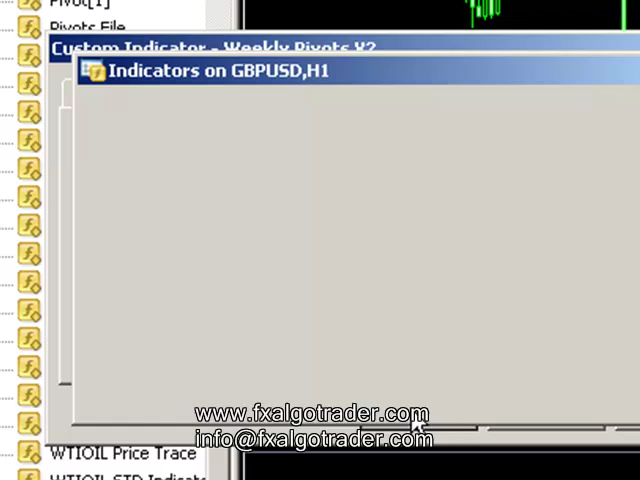 Pivot[1]
Pivots File
Custom Indicator - Weekly Pivots V2
Indicators on GBPUSD,H1
www.fxalgotrader.com
info@fxalgotrader.com
WTIOIL Price Trace
WTIOIL STD Indicato